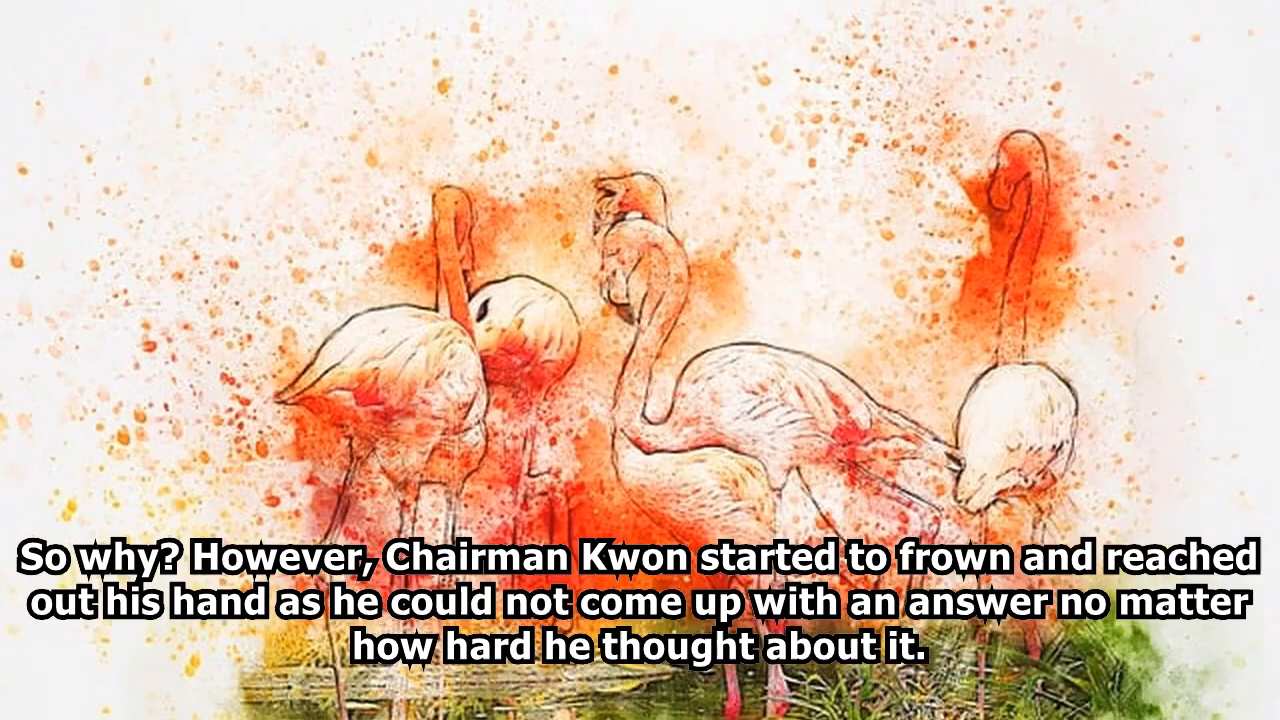 So why? However, Chairman Kwon started to frown and reached
out his hand as he could not come up with an answer no matter
how hard he thought about it.